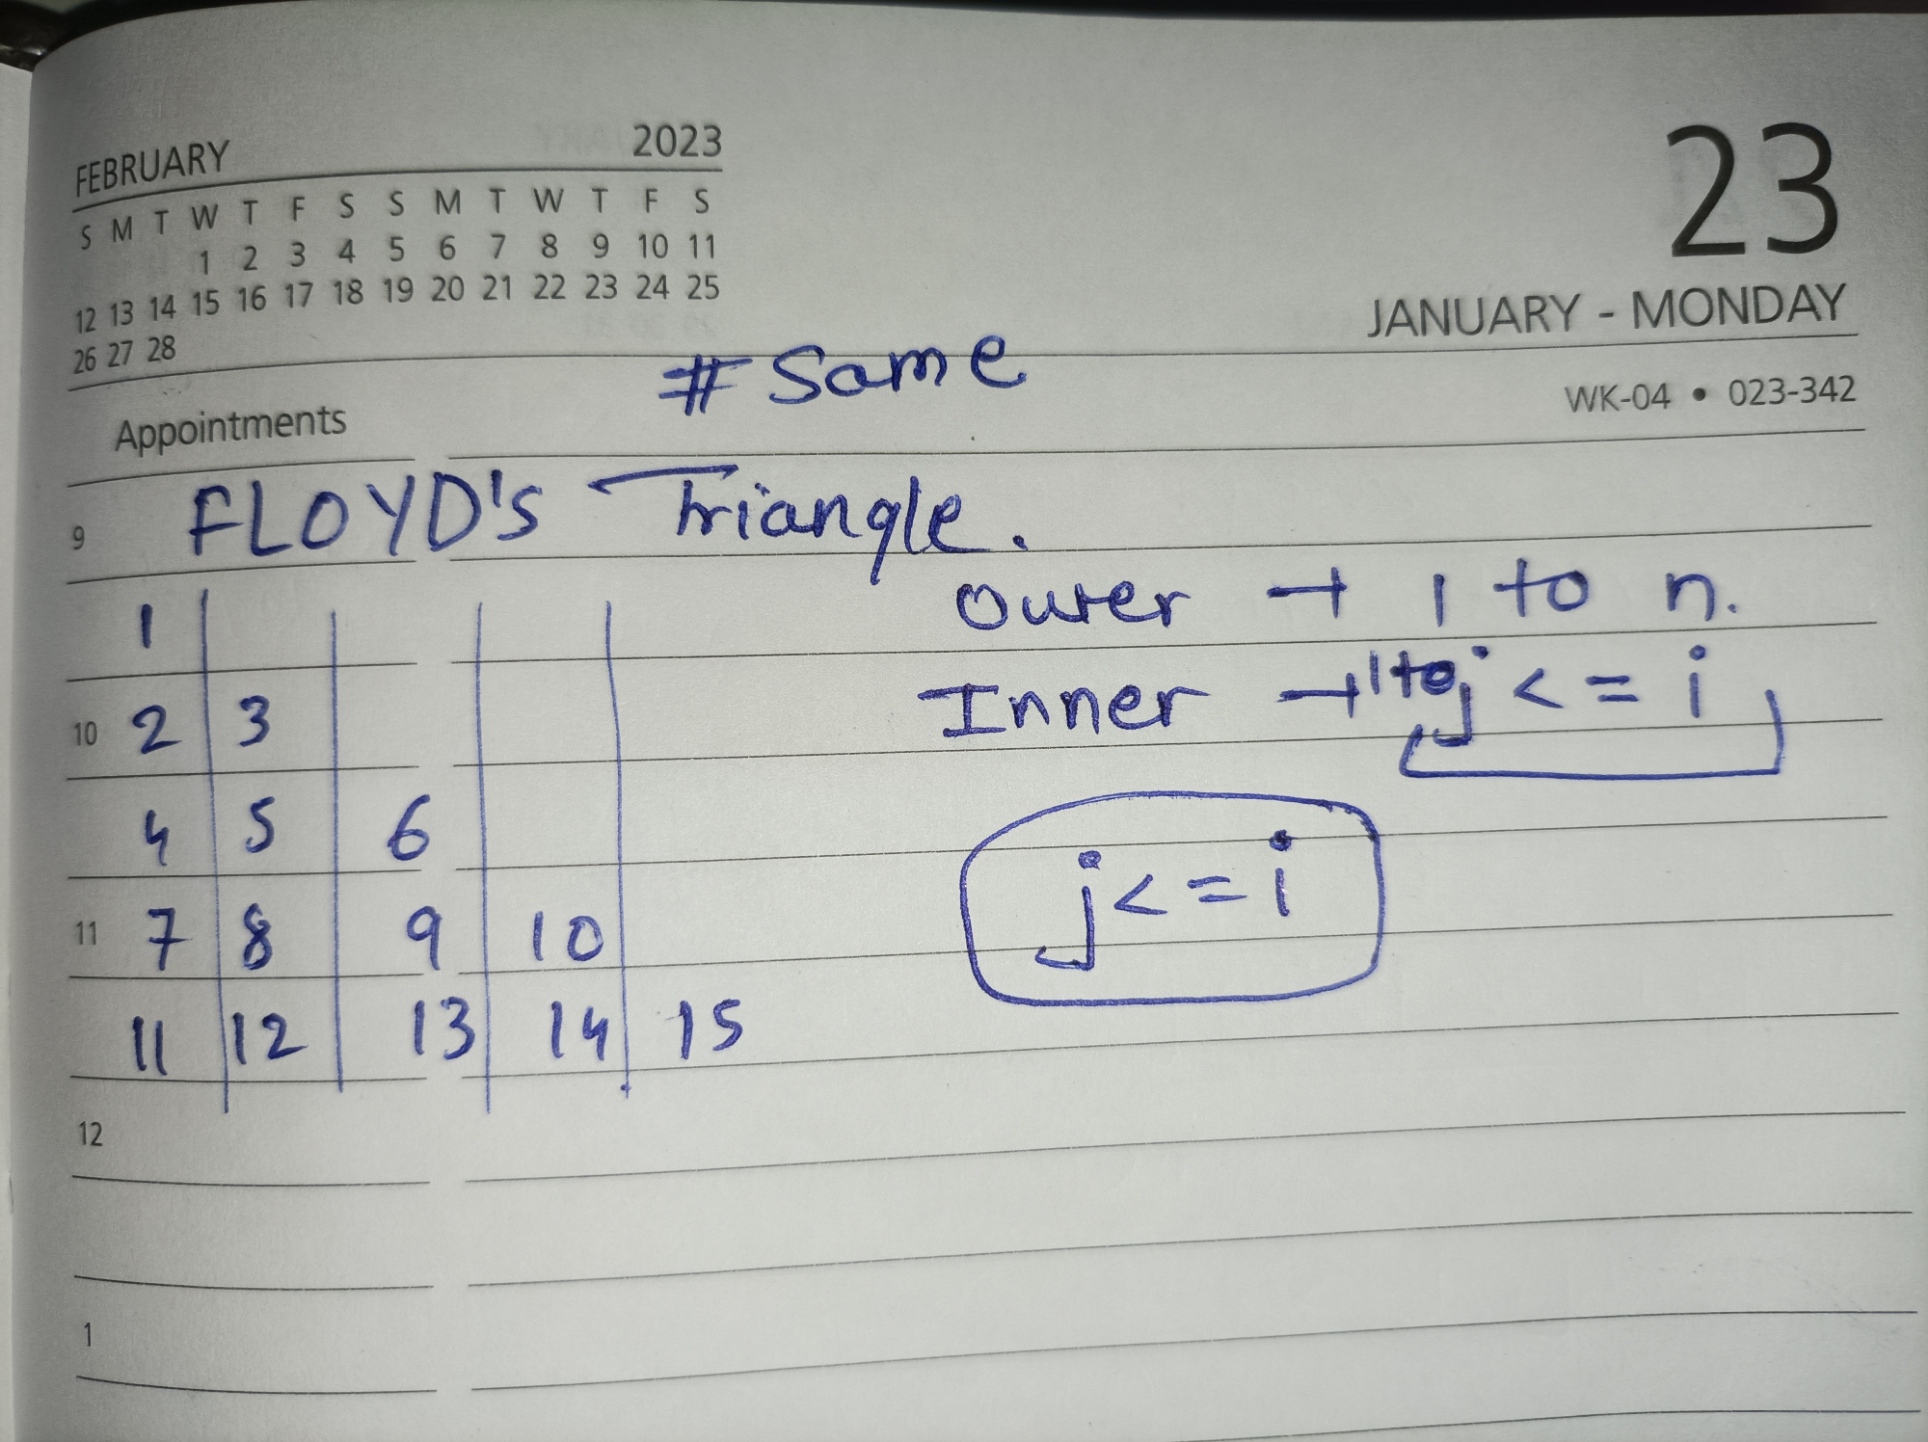 FEBRUARY 2023
S M T W T F S S M T W T F S
1 2 3 4 5 6 7 8 9 10 11
12 13 14 15 16 17 18 19 20 21 22 23 24 25
26 27 28
23
JANUARY - MONDAY
WK-04 • 023-342
# Same
Appointments
9 FLOYD's Triangle.
1
10 2 3
4 5 6
11 7 8 9 10
11 12 13 14 15
Outer → 1 to n.
Inner → 1 to j <= i
j <= i
12
1